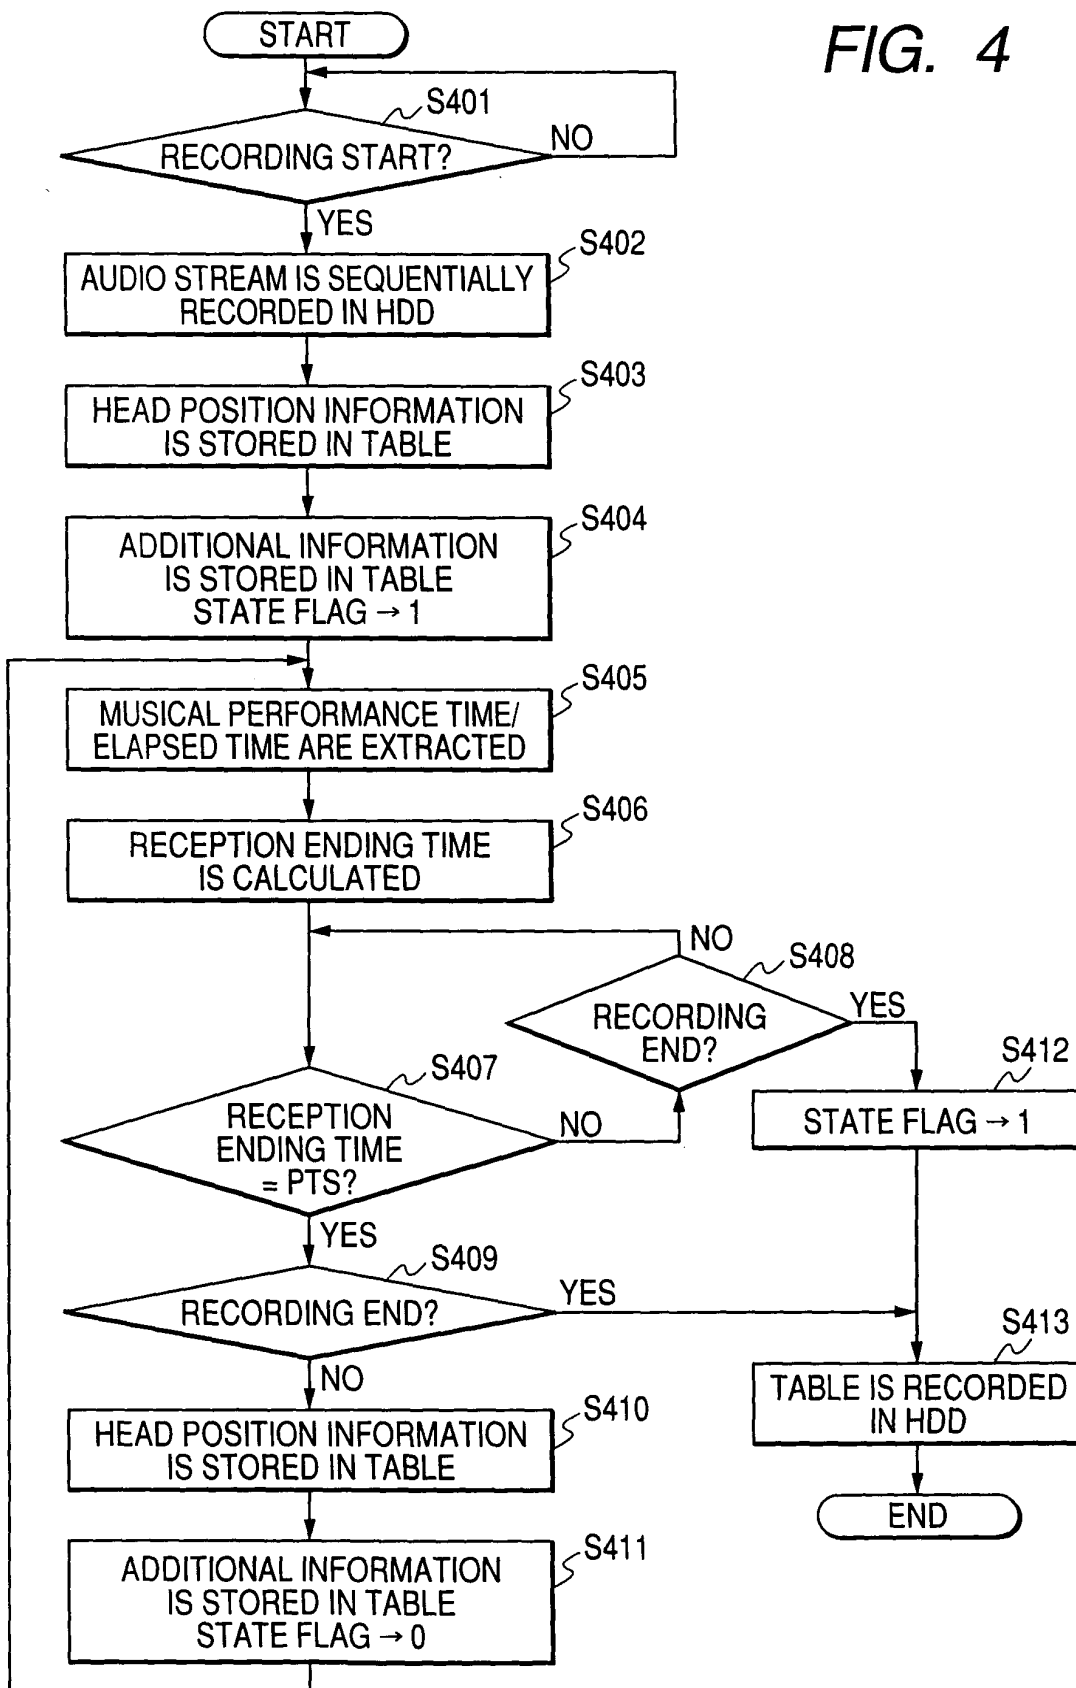 START
FIG. 4
S401
RECORDING START?
NO
YES
S402
AUDIO STREAM IS SEQUENTIALLY
RECORDED IN HDD
S403
HEAD POSITION INFORMATION
IS STORED IN TABLE
S404
ADDITIONAL INFORMATION
IS STORED IN TABLE
STATE FLAG → 1
S405
MUSICAL PERFORMANCE TIME/
ELAPSED TIME ARE EXTRACTED
S406
RECEPTION ENDING TIME
IS CALCULATED
NO
S408
RECORDING
END?
YES
S407
RECEPTION
ENDING TIME
= PTS?
NO
YES
S412
STATE FLAG → 1
S409
RECORDING END?
YES
NO
S413
TABLE IS RECORDED
IN HDD
END
S410
HEAD POSITION INFORMATION
IS STORED IN TABLE
S411
ADDITIONAL INFORMATION
IS STORED IN TABLE
STATE FLAG → 0